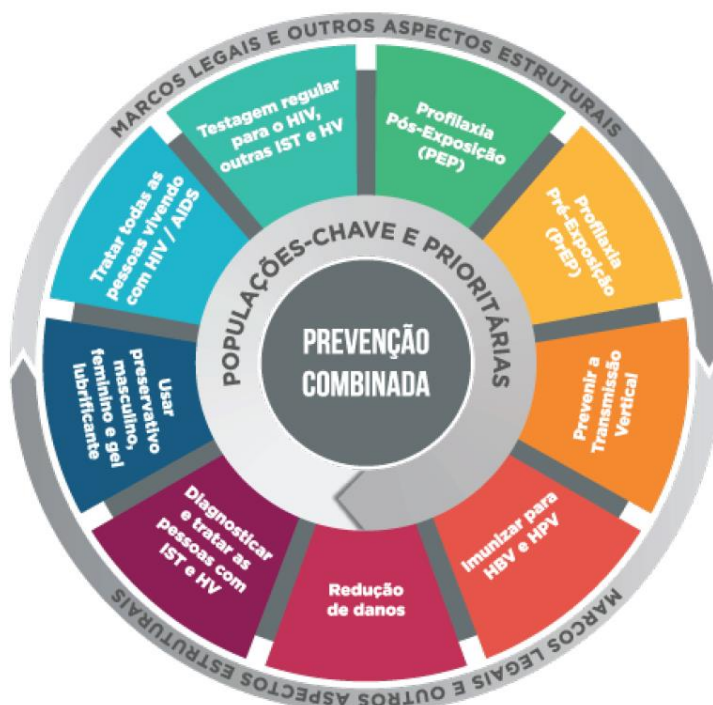 MARCOS LEGAIS E OUTROS ASPECTOS ESTRUTURAIS
Testagem regular
para o HIV,
outras IST e HV
Profilaxia
Pós-Exposição
(PEP)
Profilaxia
Pré-Exposição
(PrEP)
Prevenir a
Transmissão
Vertical
Imunizar para
HBV e HPV
Redução
de danos
Diagnosticar
e tratar as
pessoas com
IST e HV
Usar
preservativo
masculino,
feminino e gel
lubrificante
Tratar todas as
pessoas vivendo
com HIV / AIDS
POPULAÇÕES-CHAVE E PRIORITÁRIAS
PREVENÇÃO
COMBINADA
MARCOS LEGAIS E OUTROS ASPECTOS ESTRUTURAIS